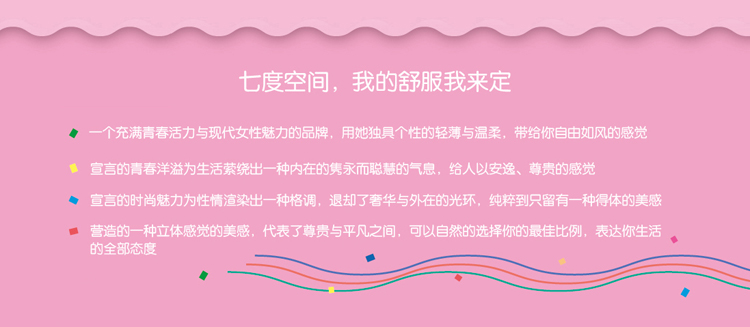 七度空间，我的舒服我来定
一个充满青春活力与现代女性魅力的品牌，用她独具个性的轻薄与温柔，带给你自由如风的感觉
宣言的青春洋溢为生活萦绕出一种内在的隽永而聪慧的气息，给人以安逸、尊贵的感觉
宣言的时尚魅力为性情渲染出一种格调，退却了奢华与外在的光环，纯粹到只留有一种得体的美感
营造的一种立体感觉的美感，代表了尊贵与平凡之间，可以自然的选择你的最佳比例，表达你生活
的全部态度